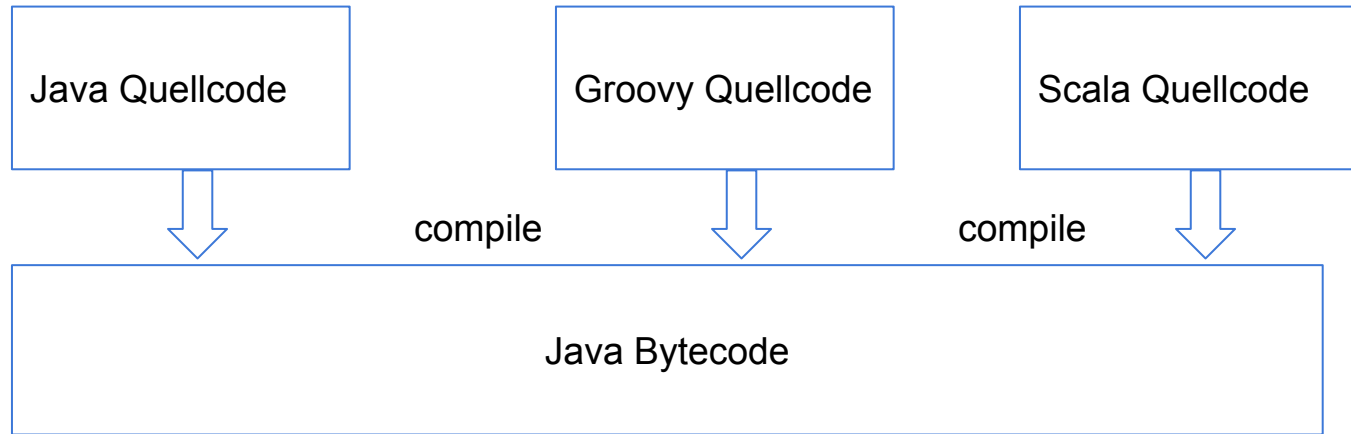 Java Quellcode
Groovy Quellcode
Scala Quellcode
compile
compile
Java Bytecode